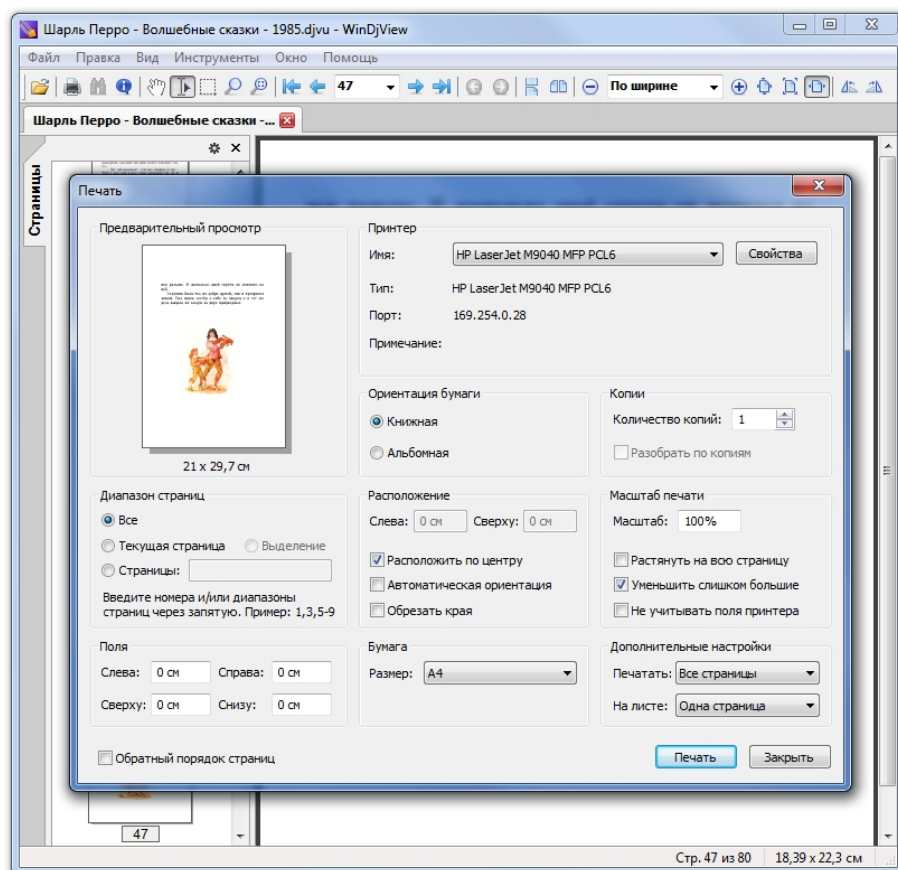 Шарль Перро - Волшебные сказки - 1985.djvu - WinDjView
Файл Правка Вид Инструменты Окно Помощь
47 По ширине
Шарль Перро - Волшебные сказки -...
Страницы
Печать
Предварительный просмотр
21 x 29,7 см
Принтер
Имя: HP LaserJet M9040 MFP PCL6 Свойства
Тип: HP LaserJet M9040 MFP PCL6
Порт: 169.254.0.28
Примечание:
Ориентация бумаги
Книжная
Альбомная
Копии
Количество копий: 1
Разобрать по копиям
Диапазон страниц
Все
Текущая страница Выделение
Страницы:
Введите номера и/или диапазоны
страниц через запятую. Пример: 1,3,5-9
Расположение
Слева: 0 см Сверху: 0 см
Расположить по центру
Автоматическая ориентация
Обрезать края
Масштаб печати
Масштаб: 100%
Растянуть на всю страницу
Уменьшить слишком большие
Не учитывать поля принтера
Поля
Слева: 0 см Справа: 0 см
Сверху: 0 см Снизу: 0 см
Бумага
Размер: A4
Дополнительные настройки
Печатать: Все страницы
На листе: Одна страница
Обратный порядок страниц
Печать Закрыть
47
Стр. 47 из 80 18,39 x 22,3 см